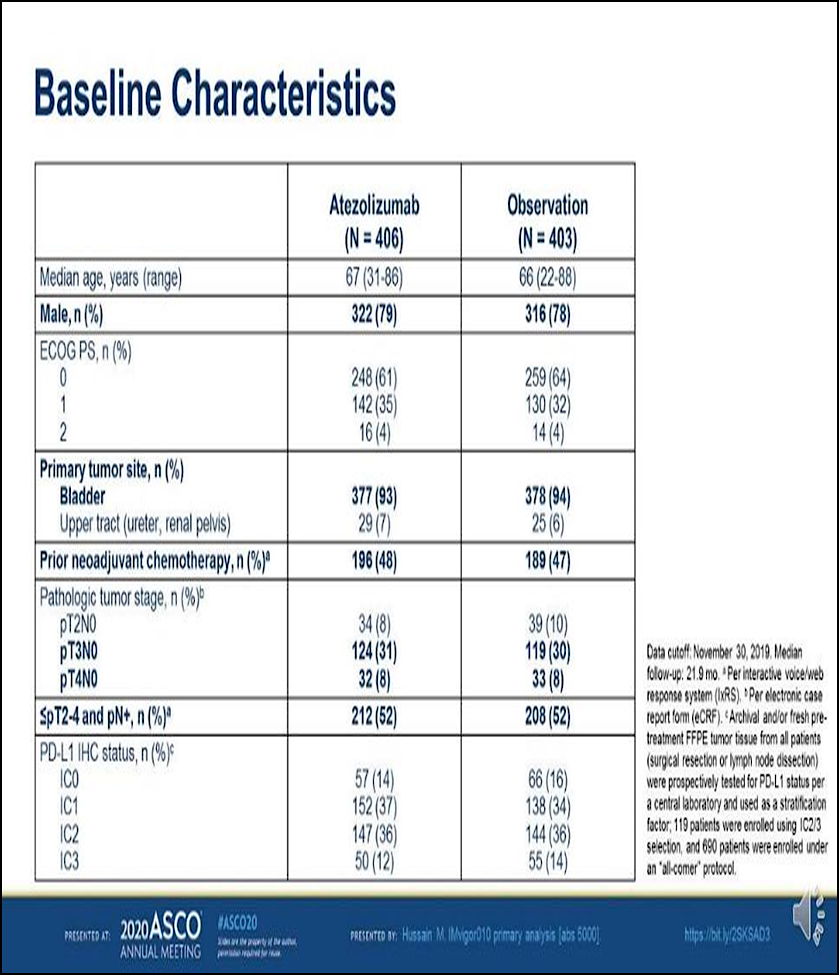 Baseline Characteristics
Atezolizumab Observation
(N = 406) (N = 403)
Median age, years (range) 67 (31-86) 66 (22-88)
Male, n (%) 322 (79) 316 (78)
ECOG PS, n (%)
0 248 (61) 259 (64)
1 142 (35) 130 (32)
2 16 (4) 14 (4)
Primary tumor site, n (%)
Bladder 377 (93) 378 (94)
Upper tract (ureter, renal pelvis) 29 (7) 25 (6)
Prior neoadjuvant chemotherapy, n (%)ª 196 (48) 189 (47)
Pathologic tumor stage, n (%)ᵇ
pT2N0 34 (8) 39 (10)
pT3N0 124 (31) 119 (30)
pT4N0 32 (8) 33 (8)
≤pT2-4 and pN+, n (%)ª 212 (52) 208 (52)
PD-L1 IHC status, n (%)ᶜ
IC0 57 (14) 66 (16)
IC1 152 (37) 138 (34)
IC2 147 (36) 144 (36)
IC3 50 (12) 55 (14)
Data cutoff: November 30, 2019. Median
follow-up: 21.9 mo. ª Per interactive voice/web
response system (IxRS). ᵇ Per electronic case
report form (eCRF). ᶜ Archival and/or fresh pre-
treatment FFPE tumor tissue from all patients
(surgical resection or lymph node dissection)
were prospectively tested for PD-L1 status per
a central laboratory and used as a stratification
factor; 119 patients were enrolled using IC2/3
selection, and 690 patients were enrolled under
an "all-comer" protocol.
PRESENTED AT: 2020 ASCO ANNUAL MEETING
#ASCO20
Slides are the property of the author,
permission required for reuse.
PRESENTED BY: Hussain M. IMvigor010 primary analysis [abs 5000]
https://bit.ly/2SKSAD3